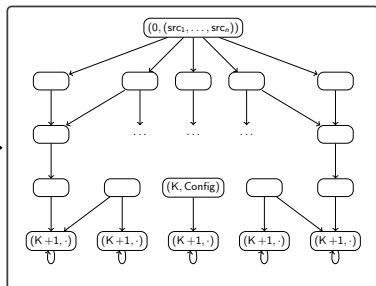 (0, (src₁, . . . , srcₙ))
. . . . . . . . .
(K, Config)
(K +1, ·) (K +1, ·) (K +1, ·) (K +1, ·) (K +1, ·)